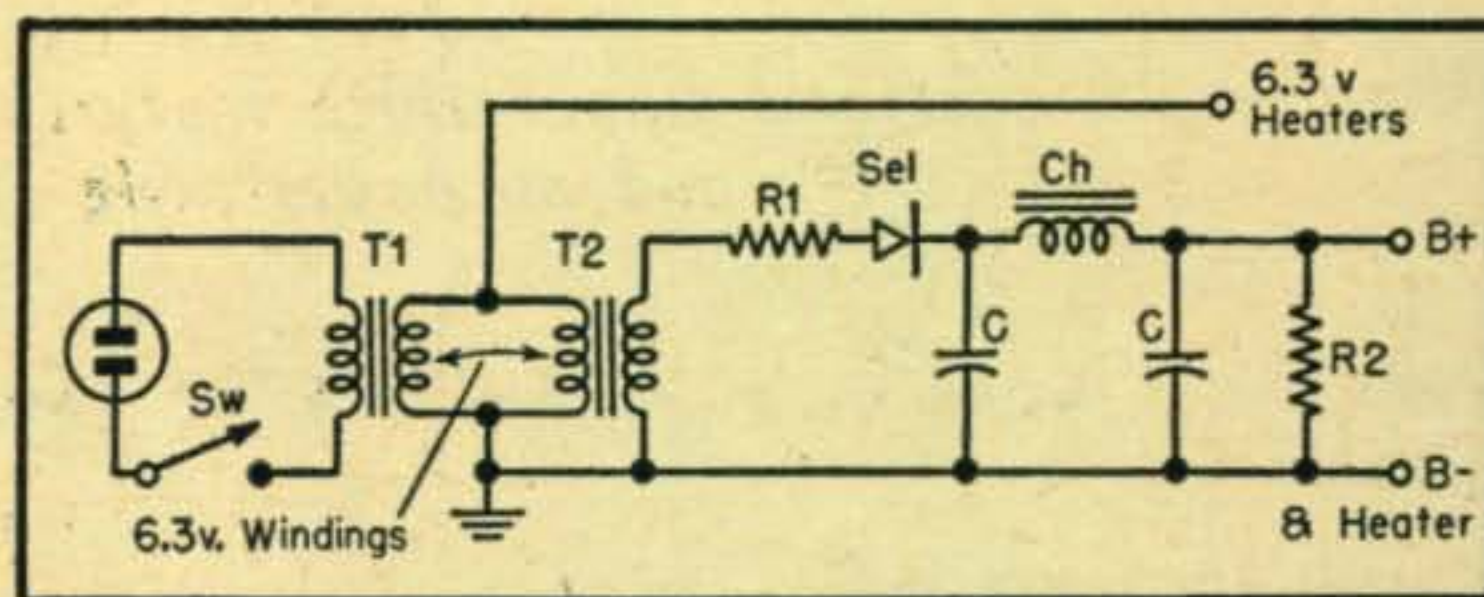 6.3 v
Heaters
Sel
Ch
R1
T1
T2
B+
C
C
R2
Sw
B-
6.3v. Windings
& Heater